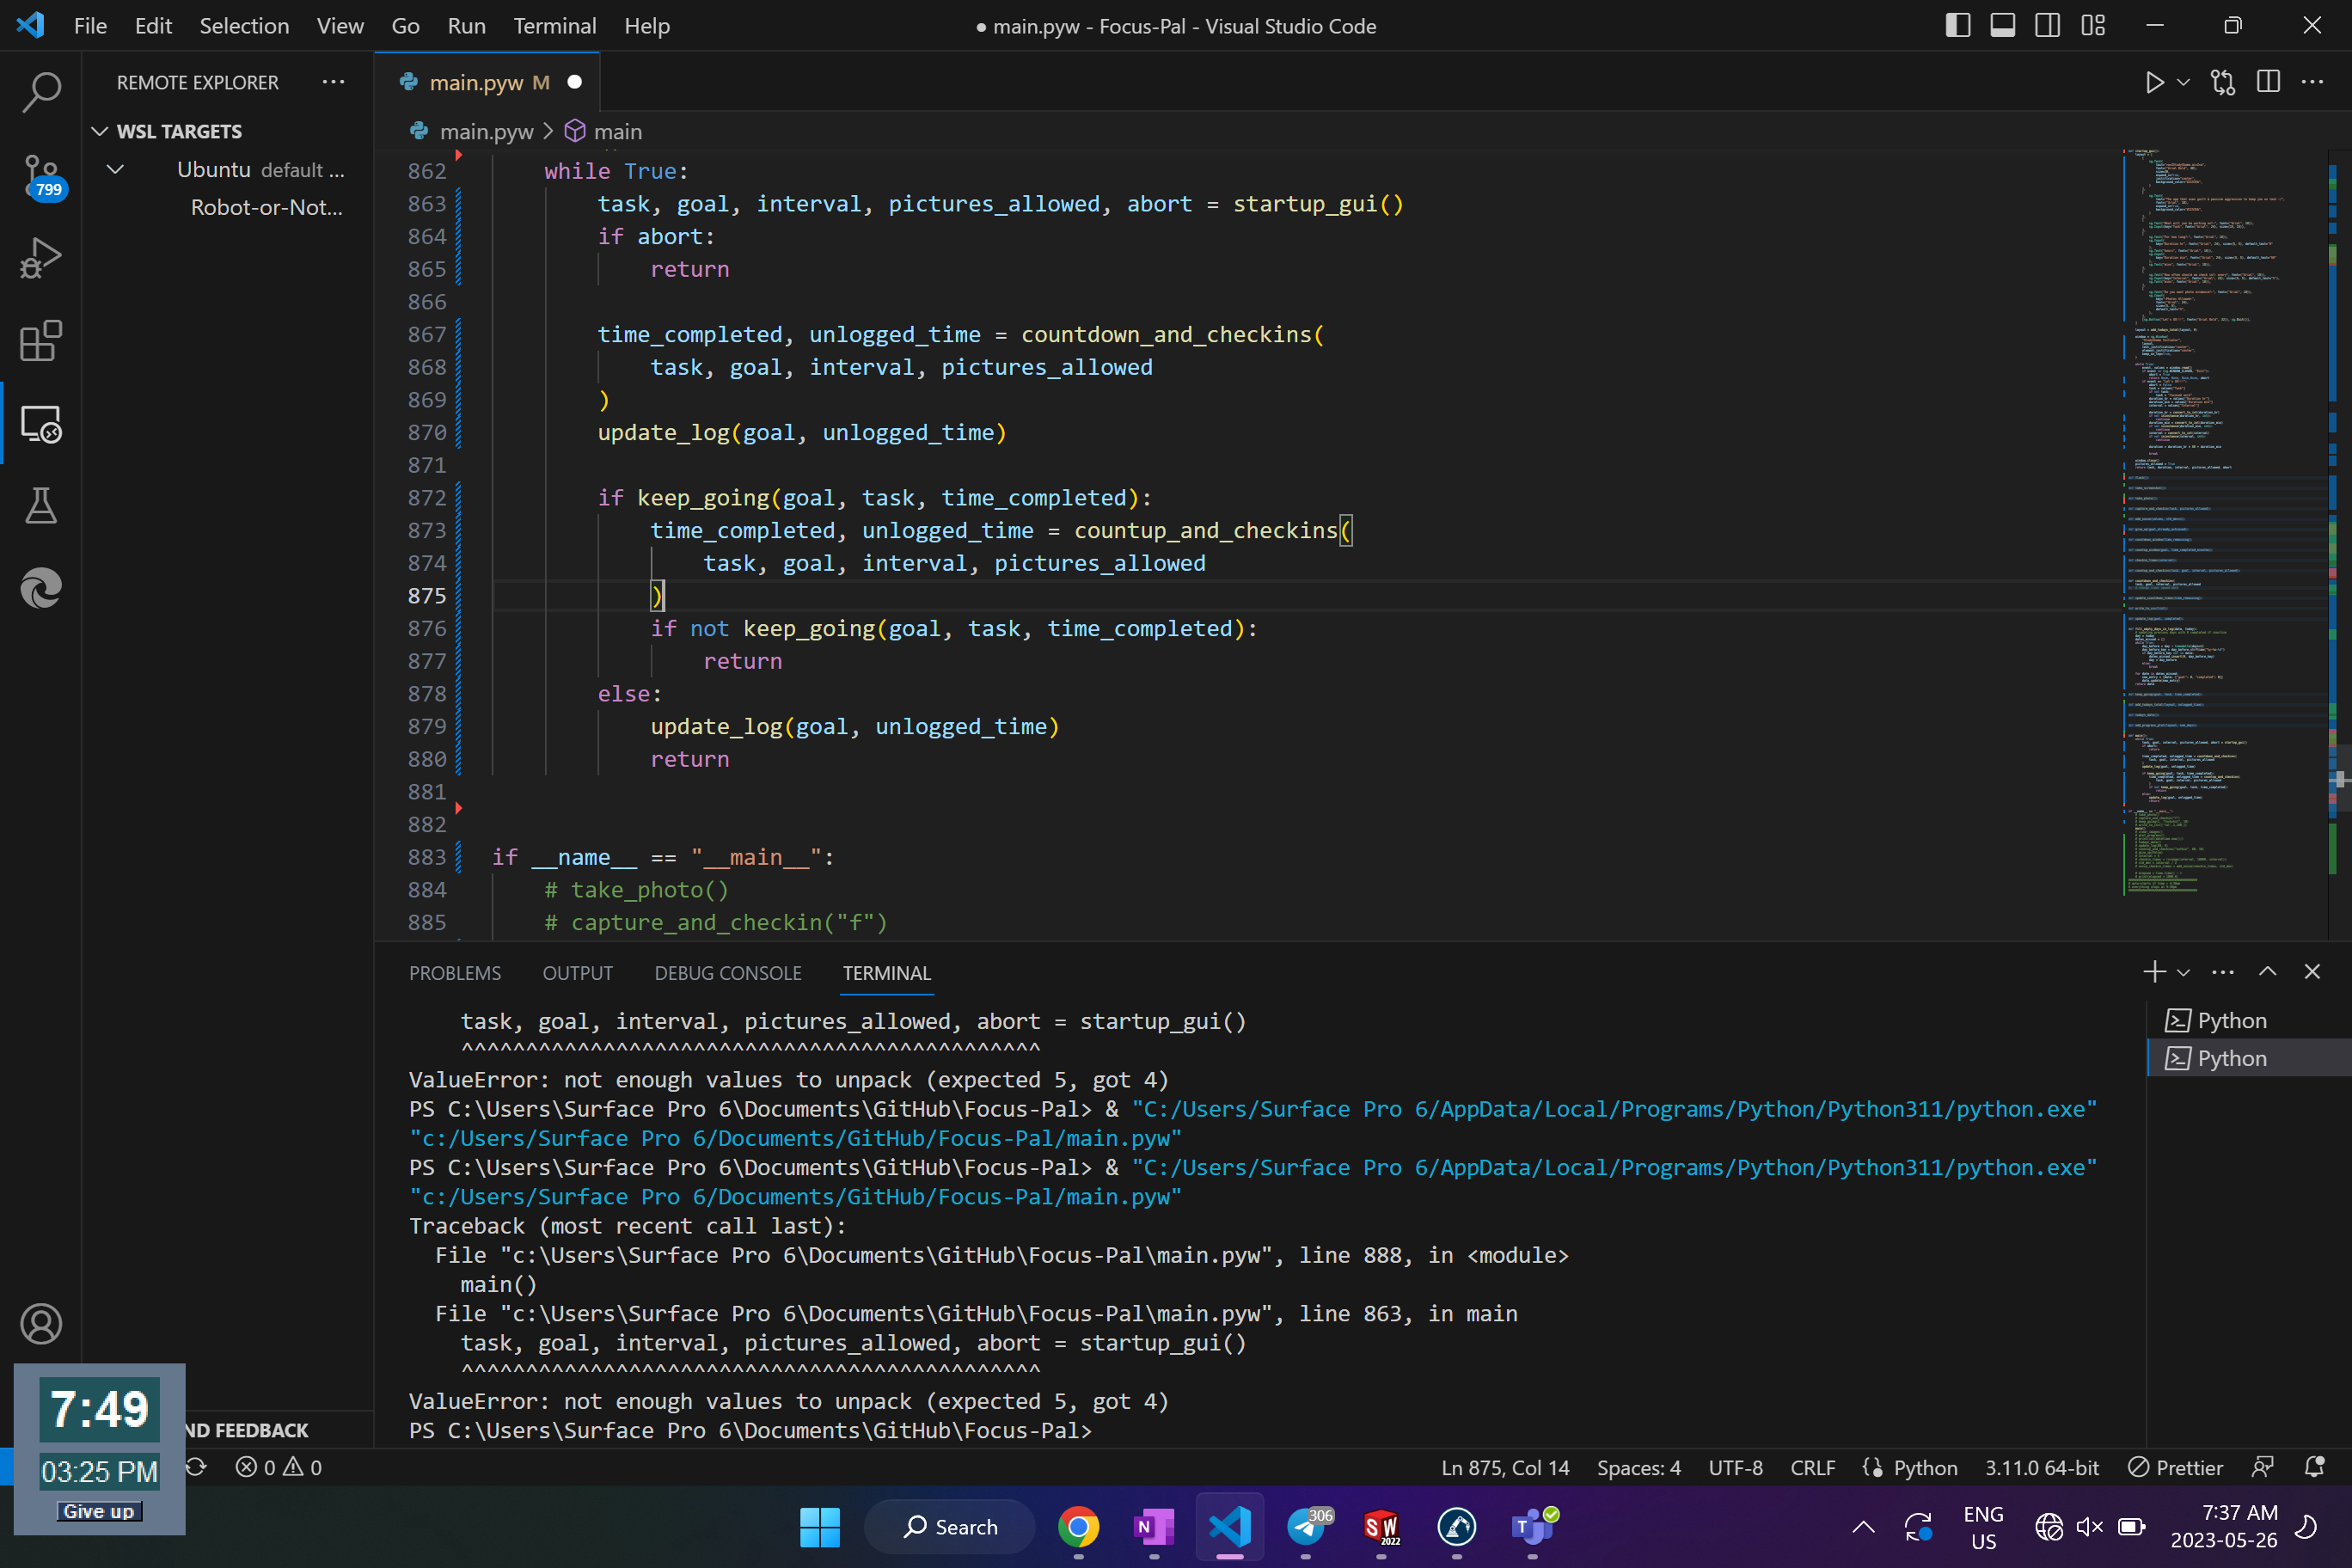 File Edit Selection View Go Run Terminal Help
● main.pyw - Focus-Pal - Visual Studio Code
REMOTE EXPLORER ···
main.pyw M ●
WSL TARGETS
main.pyw > main
Ubuntu default ...
Robot-or-Not...
799
862 while True:
863 task, goal, interval, pictures_allowed, abort = startup_gui()
864 if abort:
865 return
866
867 time_completed, unlogged_time = countdown_and_checkins(
868 task, goal, interval, pictures_allowed
869 )
870 update_log(goal, unlogged_time)
871
872 if keep_going(goal, task, time_completed):
873 time_completed, unlogged_time = countup_and_checkins(
874 task, goal, interval, pictures_allowed
875 )
876 if not keep_going(goal, task, time_completed):
877 return
878 else:
879 update_log(goal, unlogged_time)
880 return
881
882
883 if __name__ == "__main__":
884 # take_photo()
885 # capture_and_checkin("f")
PROBLEMS OUTPUT DEBUG CONSOLE TERMINAL
task, goal, interval, pictures_allowed, abort = startup_gui()
^^^^^^^^^^^^^^^^^^^^^^^^^^^^^^^^^^^^^^^^^^^^^
ValueError: not enough values to unpack (expected 5, got 4)
PS C:\Users\Surface Pro 6\Documents\GitHub\Focus-Pal> & "C:/Users/Surface Pro 6/AppData/Local/Programs/Python/Python311/python.exe"
"c:/Users/Surface Pro 6/Documents/GitHub/Focus-Pal/main.pyw"
PS C:\Users\Surface Pro 6\Documents\GitHub\Focus-Pal> & "C:/Users/Surface Pro 6/AppData/Local/Programs/Python/Python311/python.exe"
"c:/Users/Surface Pro 6/Documents/GitHub/Focus-Pal/main.pyw"
Traceback (most recent call last):
File "c:\Users\Surface Pro 6\Documents\GitHub\Focus-Pal\main.pyw", line 888, in <module>
main()
File "c:\Users\Surface Pro 6\Documents\GitHub\Focus-Pal\main.pyw", line 863, in main
task, goal, interval, pictures_allowed, abort = startup_gui()
^^^^^^^^^^^^^^^^^^^^^^^^^^^^^^^^^^^^^^^^^^^^^
ValueError: not enough values to unpack (expected 5, got 4)
PS C:\Users\Surface Pro 6\Documents\GitHub\Focus-Pal>
Python
Python
7:49
03:25 PM
Give up
ND FEEDBACK
0 0
Ln 875, Col 14 Spaces: 4 UTF-8 CRLF Python 3.11.0 64-bit Prettier
Search
N
306
SW
2022
T
ENG
US
7:37 AM
2023-05-26